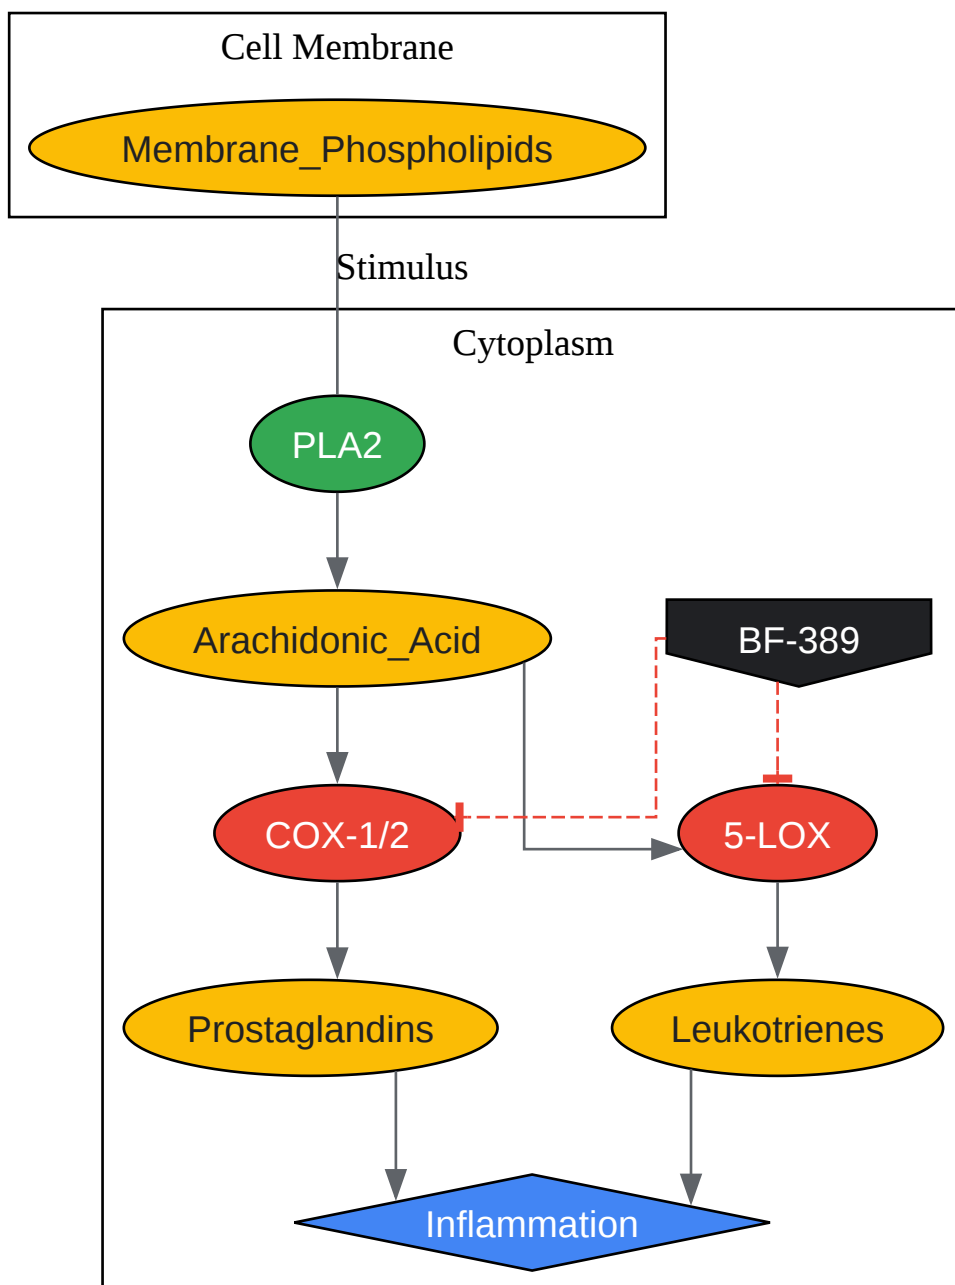 Cell Membrane
Membrane_Phospholipids
Stimulus
Cytoplasm
PLA2
Arachidonic_Acid
BF-389
COX-1/2
5-LOX
Prostaglandins
Leukotrienes
Inflammation